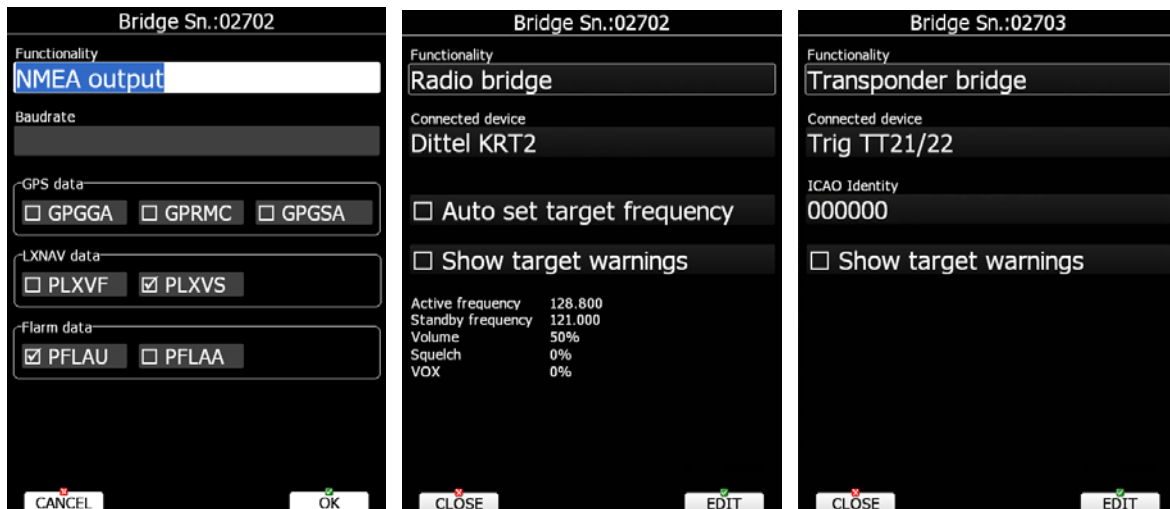 Bridge Sn.:02702
Functionality
NMEA output
Baudrate
GPS data
GPGGA GPRMC GPGSA
LXNAV data
PLXVF PLXVS
Flarm data
PFLAU PFLAA
CANCEL OK
Bridge Sn.:02702
Functionality
Radio bridge
Connected device
Dittel KRT2
Auto set target frequency
Show target warnings
Active frequency 128.800
Standby frequency 121.000
Volume 50%
Squelch 0%
VOX 0%
CLOSE EDIT
Bridge Sn.:02703
Functionality
Transponder bridge
Connected device
Trig TT21/22
ICAO Identity
000000
Show target warnings
CLOSE EDIT